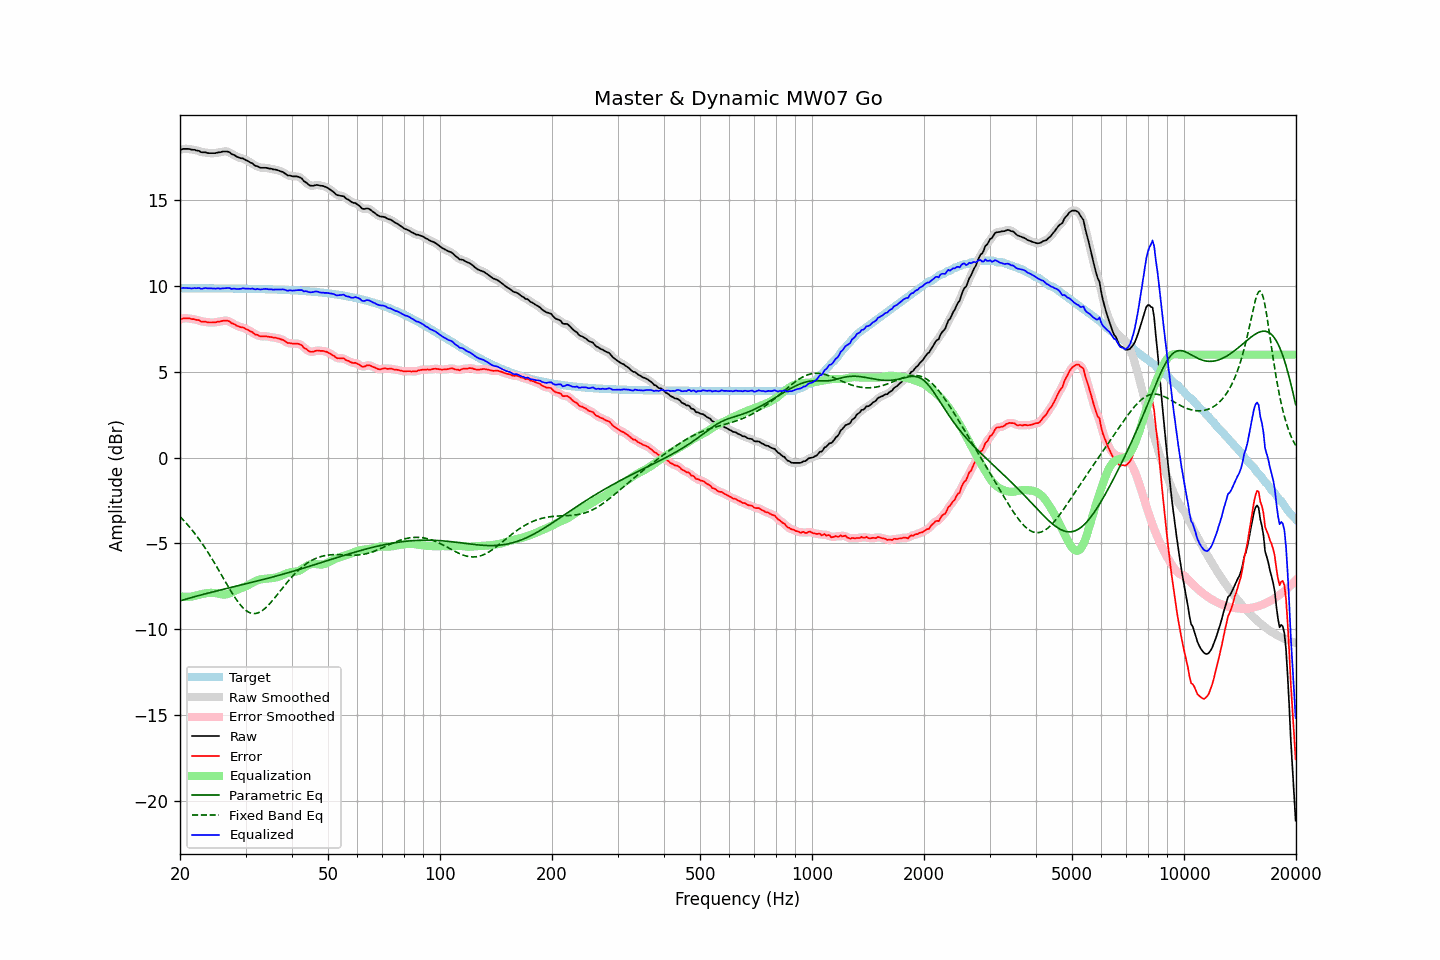 Master & Dynamic MW07 Go
Amplitude (dBr)
15
10
5
0
−5
−10
−15
−20
Target
Raw Smoothed
Error Smoothed
Raw
Error
Equalization
Parametric Eq
Fixed Band Eq
Equalized
20
50
100
200
500
1000
2000
5000
10000
20000
Frequency (Hz)